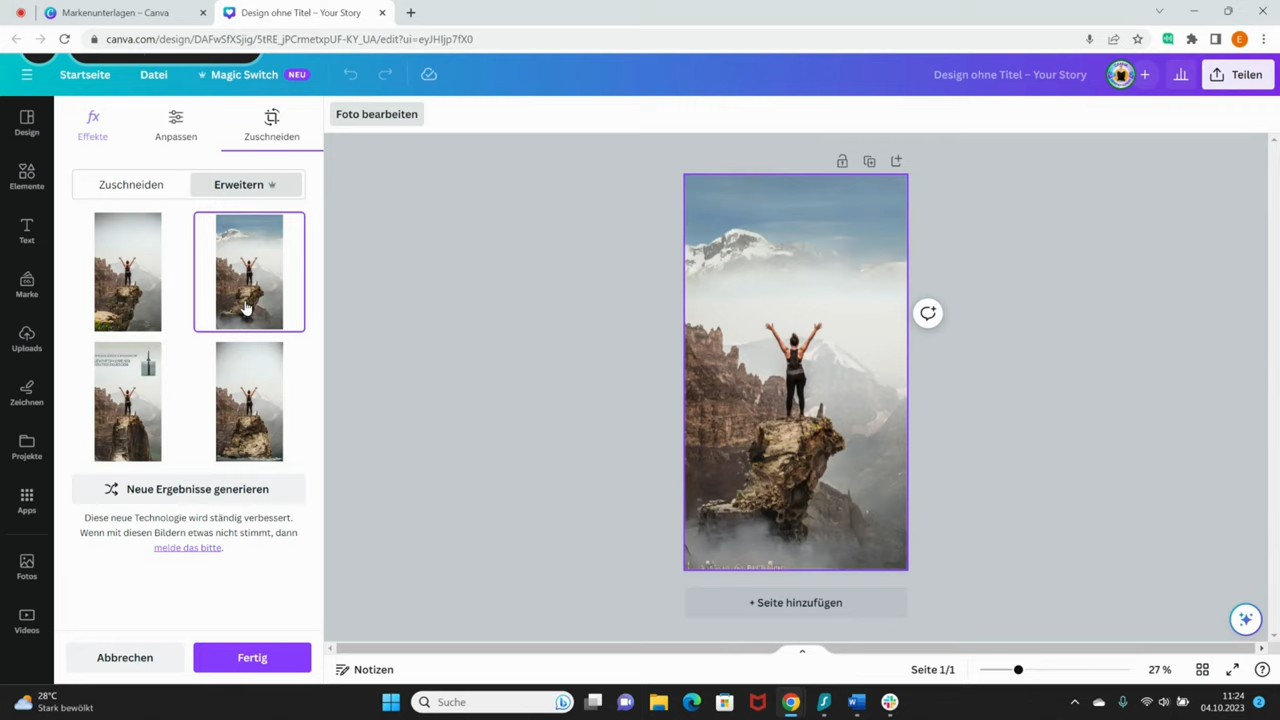 Markenunterlagen – Canva
Design ohne Titel – Your Story
canva.com/design/DAFwSfXSjig/5tRE_jPCrmetxpUF-KY_UA/edit?ui=eyJHIjp7fX0
E
Startseite
Datei
Magic Switch NEU
Design ohne Titel – Your Story
Teilen
Design
Elemente
Text
Marke
Uploads
Zeichnen
Projekte
Apps
Fotos
Videos
fx
Effekte
Anpassen
Zuschneiden
Foto bearbeiten
Zuschneiden
Erweitern
Neue Ergebnisse generieren
Diese neue Technologie wird ständig verbessert.
Wenn mit diesen Bildern etwas nicht stimmt, dann
melde das bitte.
Abbrechen
Fertig
+ Seite hinzufügen
Notizen
Seite 1/1
27 %
28°C
Stark bewölkt
Suche
11:24
04.10.2023
2